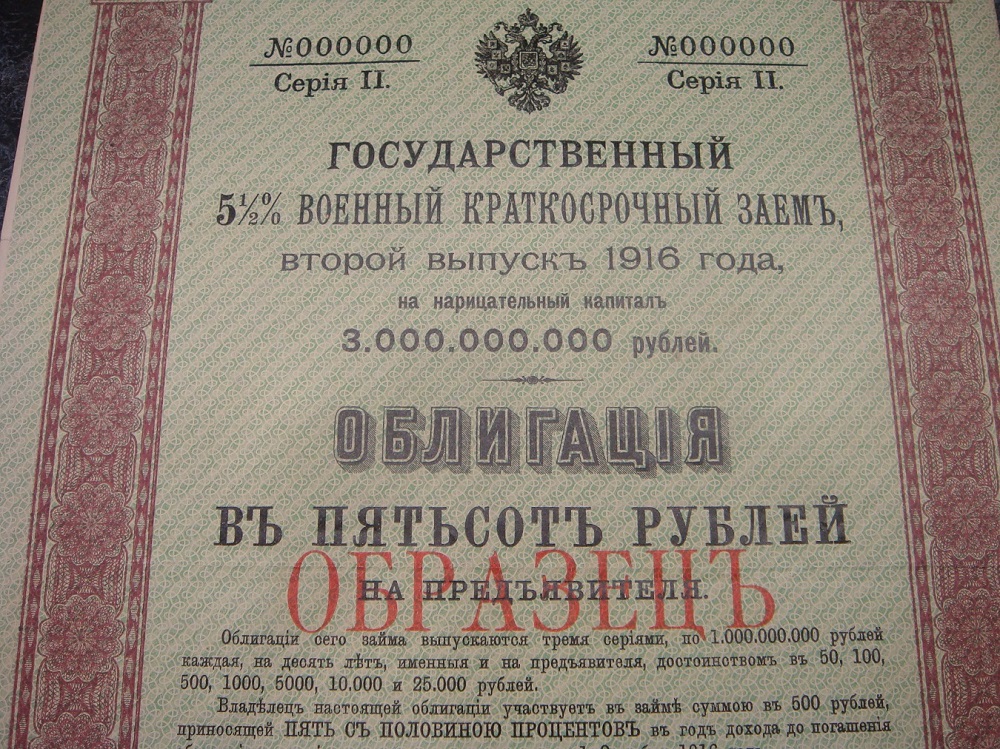 №000000 №000000
Серія II. Серія II.
ГОСУДАРСТВЕННЫЙ
5½% ВОЕННЫЙ КРАТКОСРОЧНЫЙ ЗАЕМЪ,
второй выпускъ 1916 года,
на нарицательный капиталъ
3.000.000.000 рублей.
ОБЛИГАЦІЯ
ВЪ ПЯТЬСОТЪ РУБЛЕЙ
НА ПРЕДЪЯВИТЕЛЯ.
ОБРАЗЕЦЪ
Облигаціи сего займа выпускаются тремя серіями, по 1.000.000.000 рублей
каждая, на десять лѣтъ, именныя и на предъявителя, достоинствомъ въ 50, 100,
500, 1000, 5000, 10.000 и 25.000 рублей.
Владѣлецъ настоящей облигаціи участвуетъ въ займѣ суммою въ 500 рублей,
приносящей ПЯТЬ СЪ ПОЛОВИНОЮ ПРОЦЕНТОВЪ въ годъ дохода до погашенія